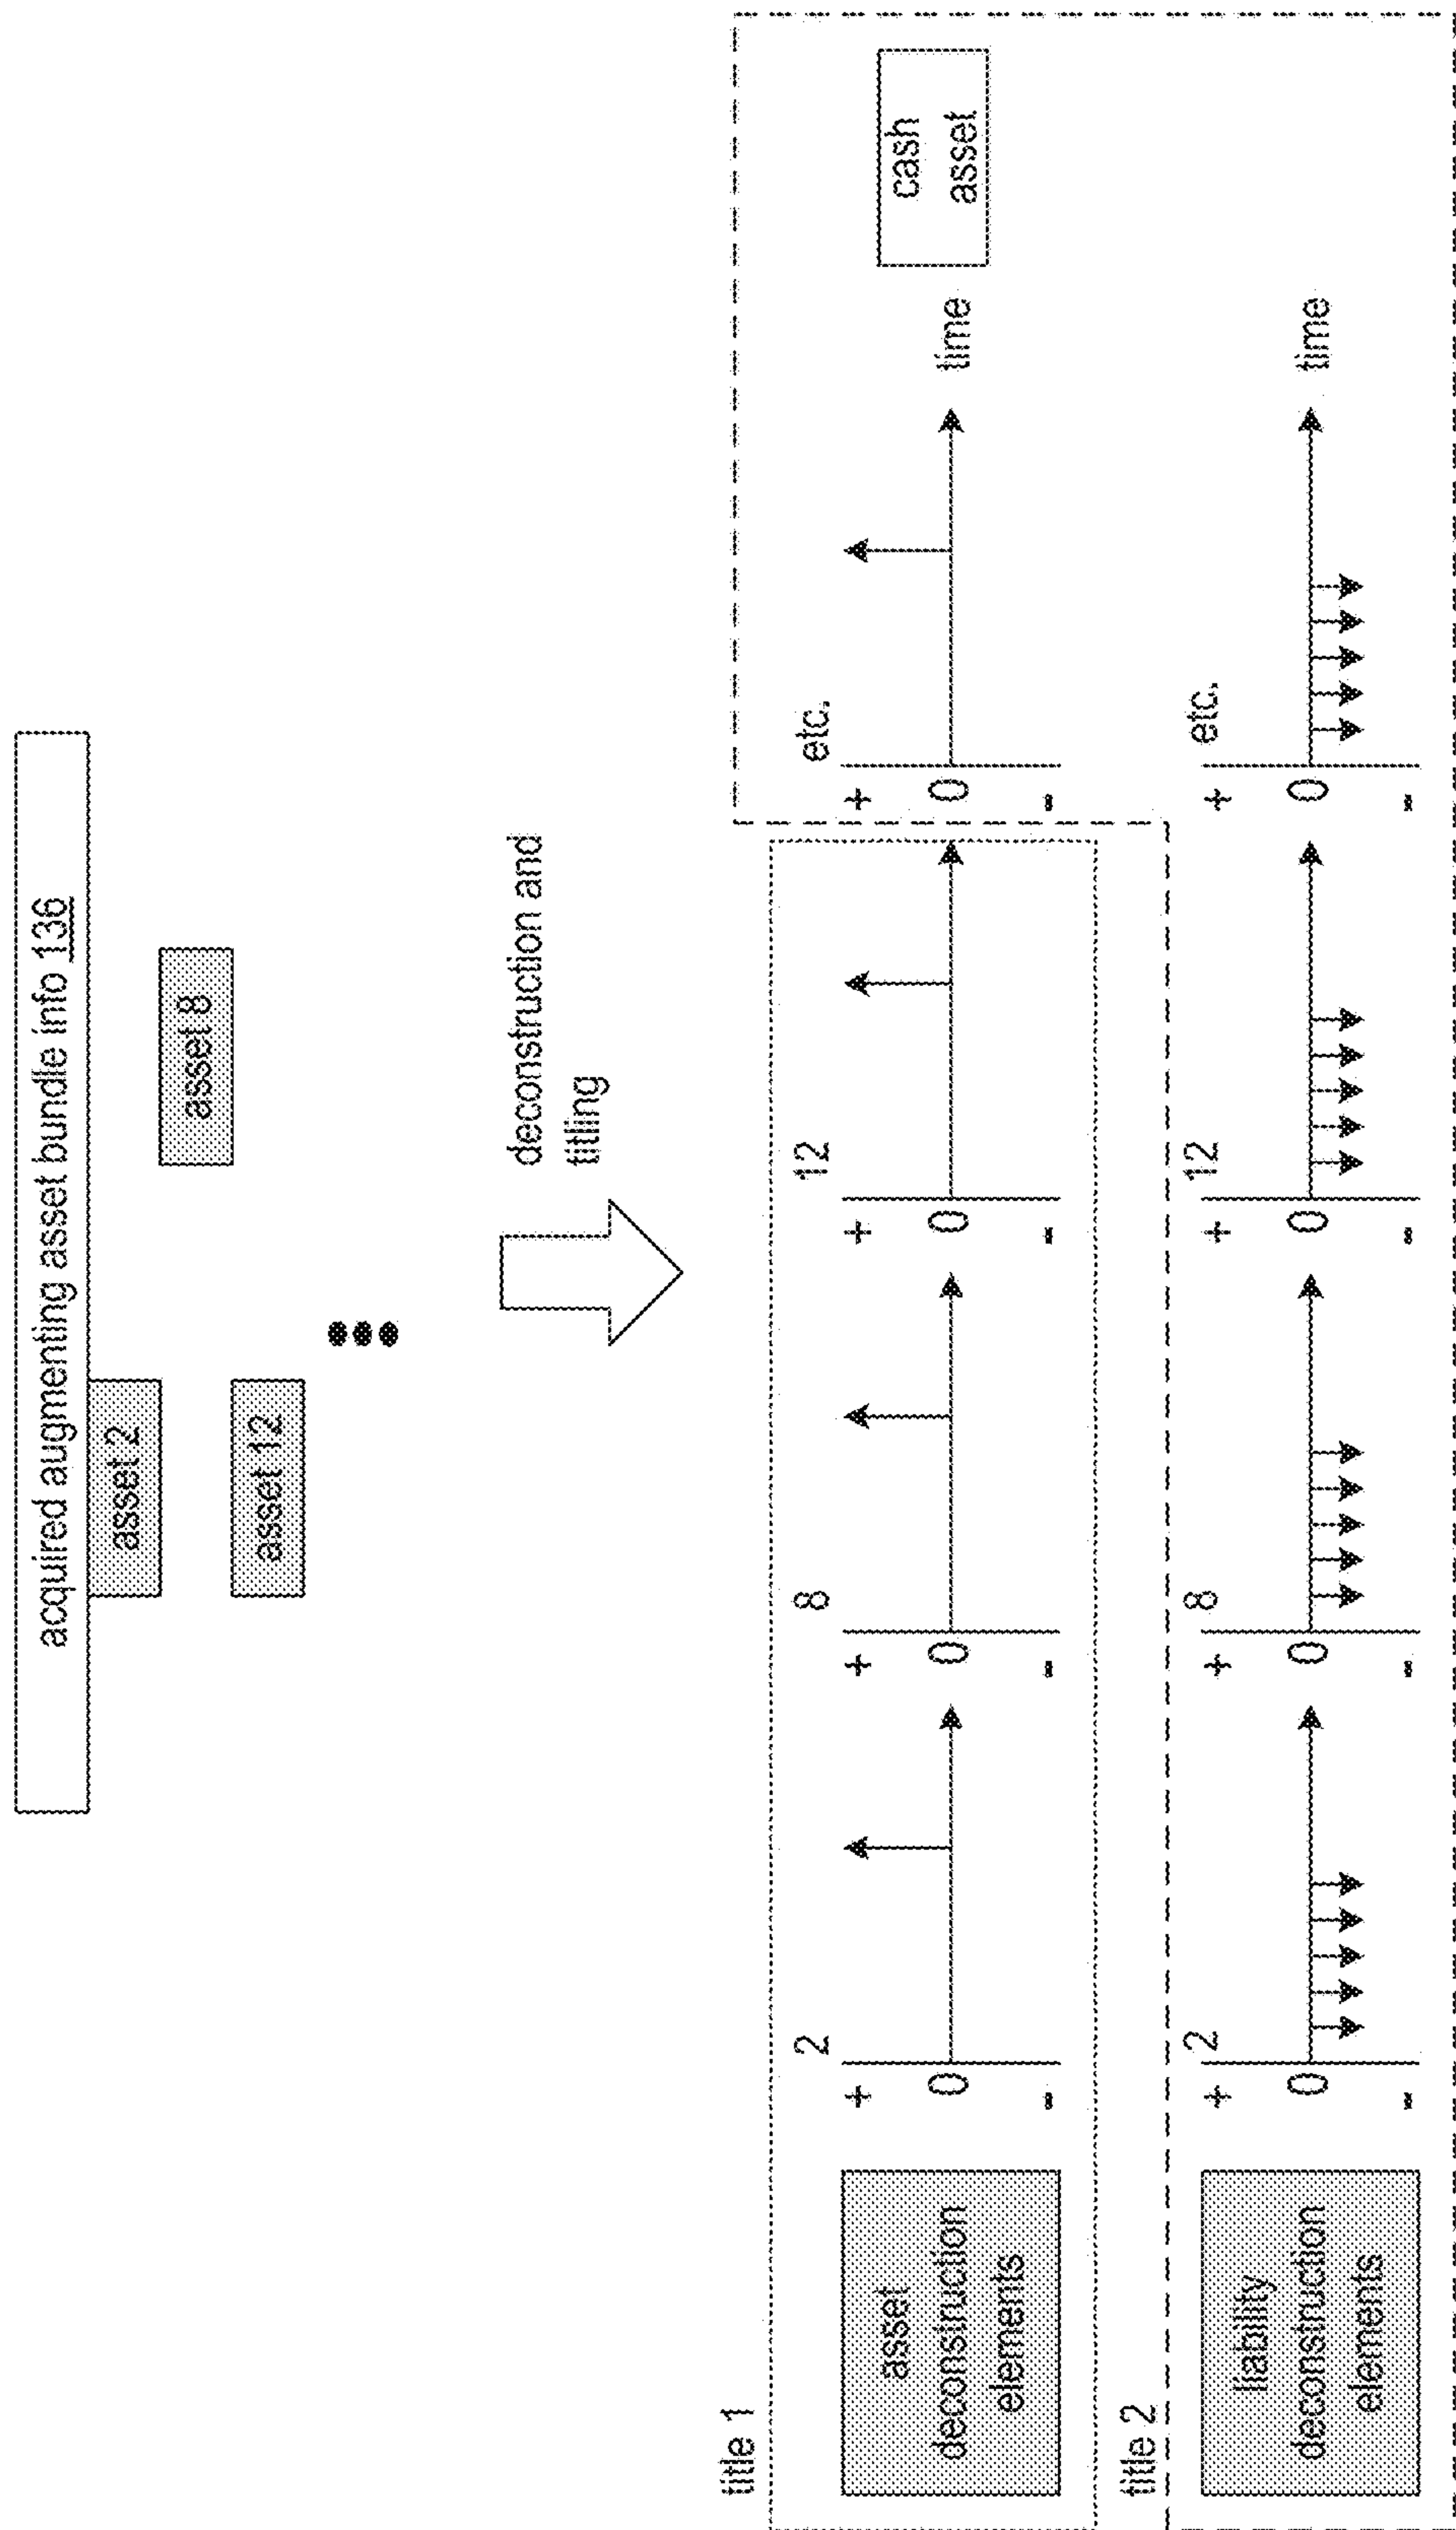 acquired augmenting asset bundle info 136
asset 2
asset 8
asset 12
deconstruction and
titling
title 1
asset
deconstruction
elements
2
+
0
-
8
+
0
-
12
+
0
-
etc.
+
0
-
time
cash
asset
title 2
liability
deconstruction
elements
2
+
0
-
8
+
0
-
12
+
0
-
etc.
+
0
-
time